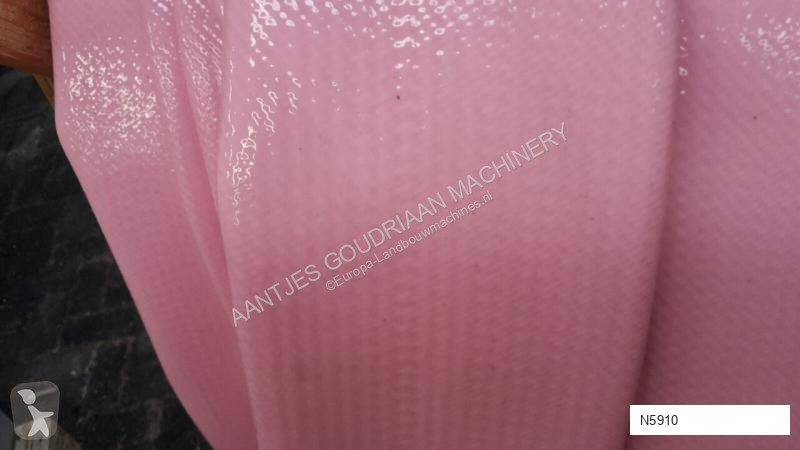 AANTJES GOUDRIAAN MACHINERY
©Europa-Landbouwmachines.nl
N5910